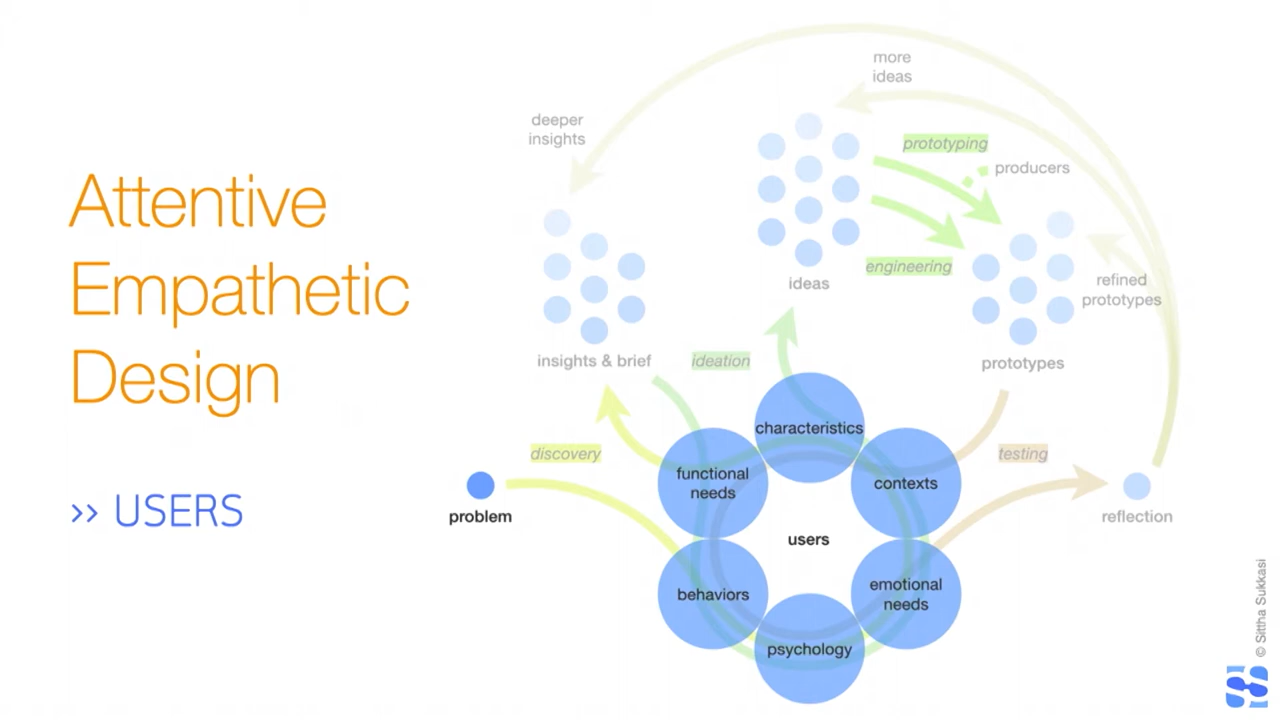 Attentive
Empathetic
Design
>> USERS
more
ideas
deeper
insights
prototyping
producers
engineering
ideas
refined
prototypes
insights & brief
ideation
prototypes
characteristics
discovery
testing
functional
needs
contexts
problem
users
reflection
behaviors
emotional
needs
psychology
© Sittha Sukkasi